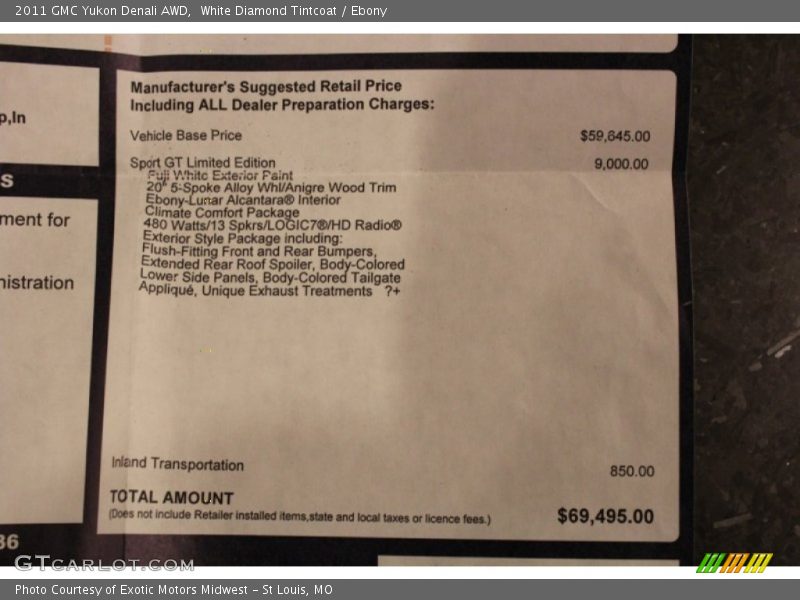 2011 GMC Yukon Denali AWD,  White Diamond Tintcoat / Ebony
Manufacturer's Suggested Retail Price
Including ALL Dealer Preparation Charges:
p,In
Vehicle Base Price $59,645.00
Sport GT Limited Edition 9,000.00
Fuji White Exterior Paint
20" 5-Spoke Alloy Whl/Anigre Wood Trim
s
Ebony-Lunar Alcantara® Interior
Climate Comfort Package
ment for
480 Watts/13 Spkrs/LOGIC7®/HD Radio®
Exterior Style Package including:
Flush-Fitting Front and Rear Bumpers,
Extended Rear Roof Spoiler, Body-Colored
Lower Side Panels, Body-Colored Tailgate
nistration
Appliqué, Unique Exhaust Treatments ?+
Inland Transportation 850.00
TOTAL AMOUNT
(Does not include Retailer installed items,state and local taxes or licence fees.) $69,495.00
36
GTCARLOT.COM
Photo Courtesy of Exotic Motors Midwest – St Louis, MO